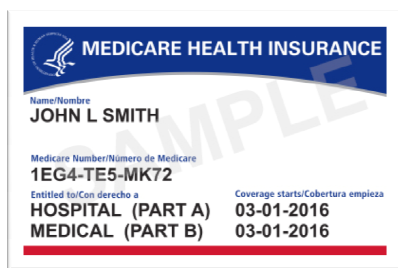 MEDICARE HEALTH INSURANCE
Name/Nombre
JOHN L SMITH
Medicare Number/Número de Medicare
1EG4-TE5-MK72
Entitled to/Con derecho a Coverage starts/Cobertura empieza
HOSPITAL (PART A) 03-01-2016
MEDICAL (PART B) 03-01-2016
SAMPLE